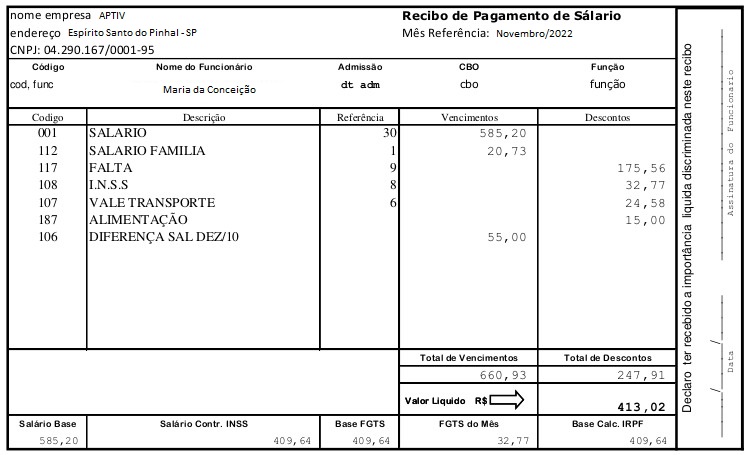 nome empresa APTIV
endereço Espírito Santo do Pinhal - SP
CNPJ: 04.290.167/0001-95
Recibo de Pagamento de Sálario
Mês Referência: Novembro/2022
Código Nome do Funcionário Admissão CBO Função
cod, func Maria da Conceição dt adm cbo função
Codigo Descrição Referência Vencimentos Descontos
001 SALARIO 30 585,20
112 SALARIO FAMILIA 1 20,73
117 FALTA 9 175,56
108 I.N.S.S 8 32,77
107 VALE TRANSPORTE 6 24,58
187 ALIMENTAÇÃO 15,00
106 DIFERENÇA SAL DEZ/10 55,00
Total de Vencimentos Total de Descontos
660,93 247,91
Valor Liquido R$ 413,02
Salário Base Salário Contr. INSS Base FGTS FGTS do Mês Base Calc. IRPF
585,20 409,64 409,64 32,77 409,64
Declaro ter recebido a importância liquida discriminada neste recibo
Assinatura do Funcionario
___/___/___
Data